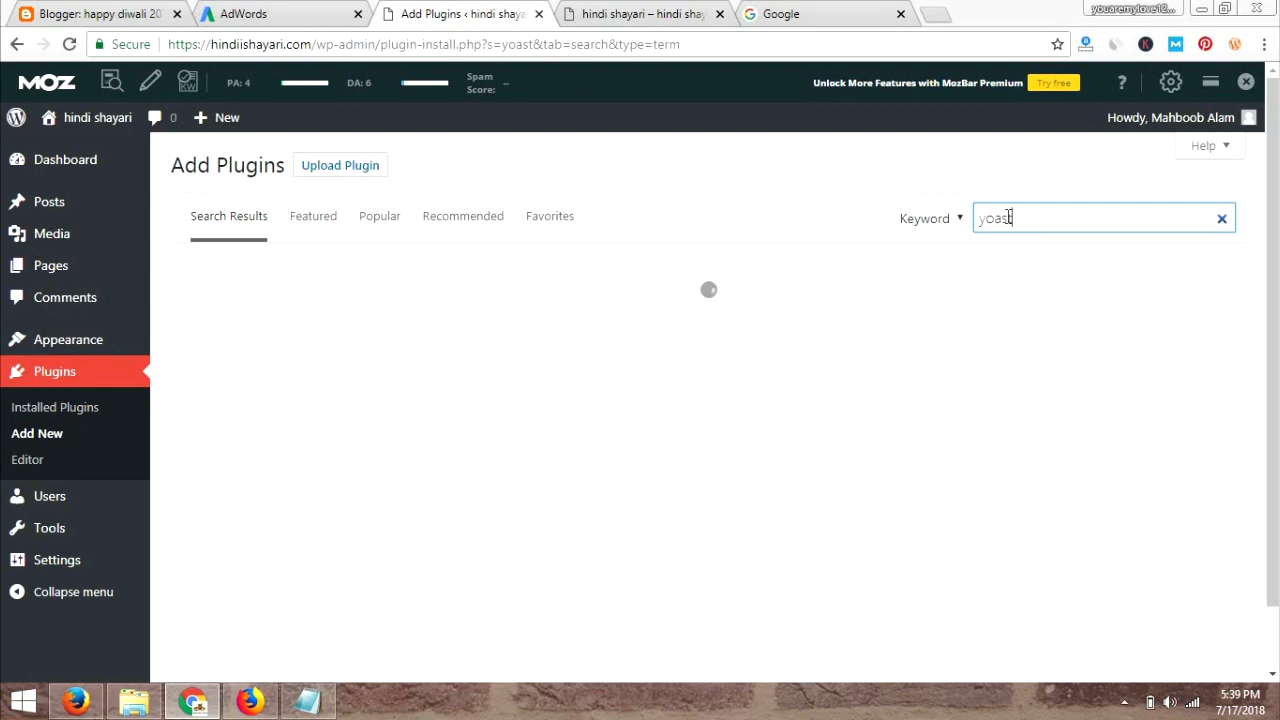 Blogger: happy diwali 20
AdWords
Add Plugins ‹ hindi shaya
hindi shayari – hindi sha
Google
youaremylove12...
Secure
https://hindiishayari.com/wp-admin/plugin-install.php?s=yoast&tab=search&type=term
MOZ
PA: 4
DA: 6
Spam
Score: –
Unlock More Features with MozBar Premium
Try free
?
hindi shayari
0
New
Howdy, Mahboob Alam
Dashboard
Posts
Media
Pages
Comments
Appearance
Plugins
Installed Plugins
Add New
Editor
Users
Tools
Settings
Collapse menu
Help
Add Plugins
Upload Plugin
Search Results
Featured
Popular
Recommended
Favorites
Keyword
yoast
5:39 PM
7/17/2018